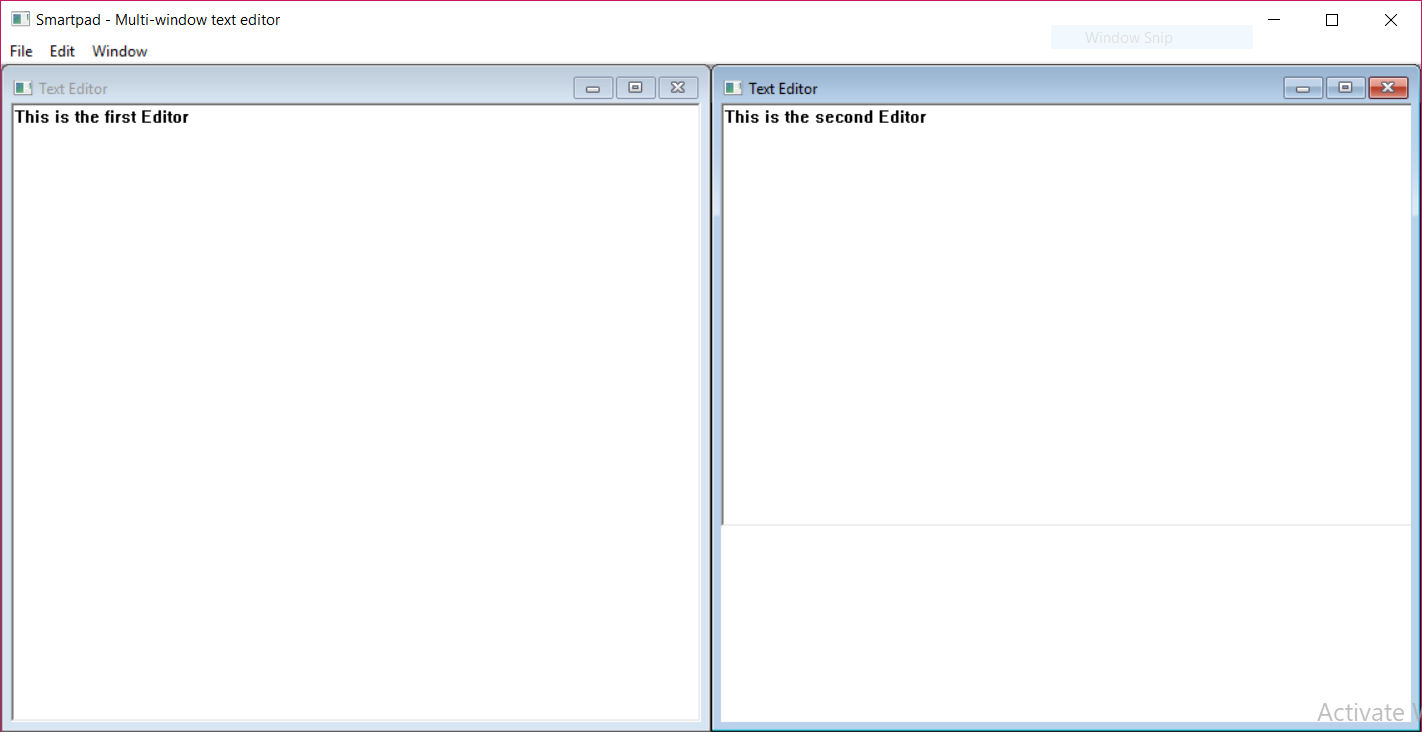 Smartpad - Multi-window text editor
Window Snip
File Edit Window
Text Editor
This is the first Editor
Text Editor
This is the second Editor
Activate